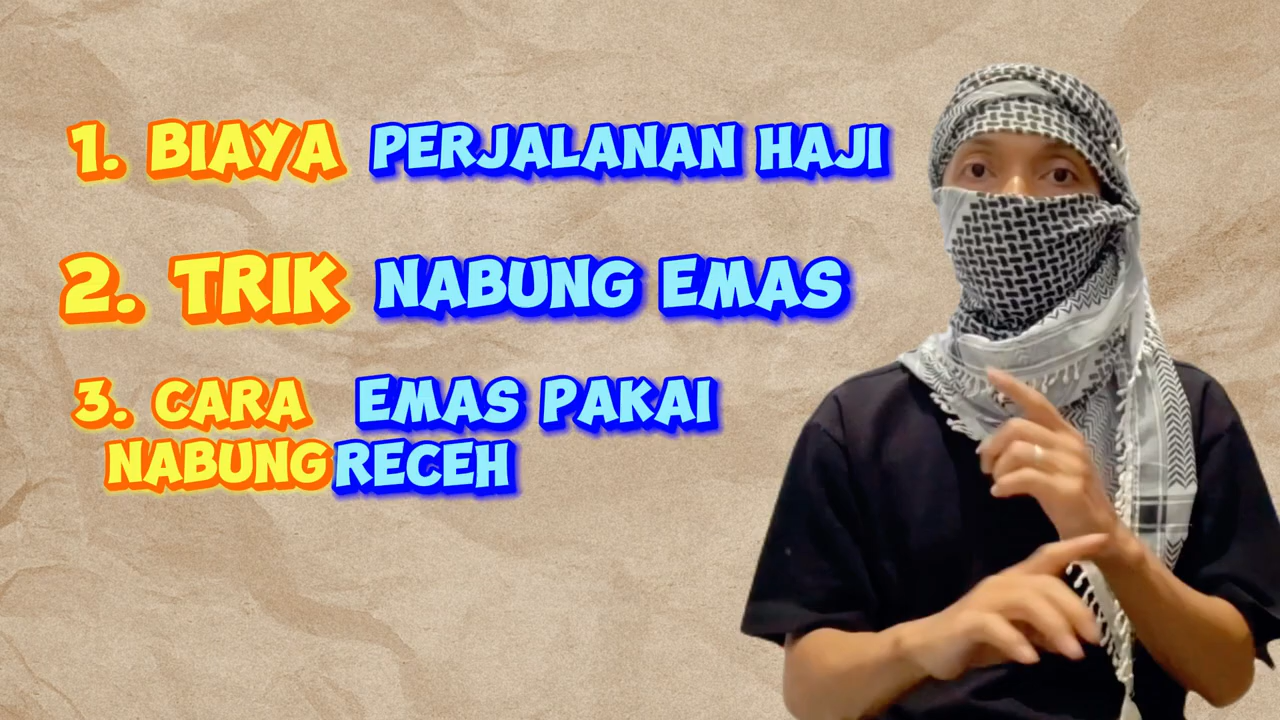 1. BIAYA PERJALANAN HAJI
2. TRIK NABUNG EMAS
3. CARA EMAS PAKAI
NABUNG RECEH